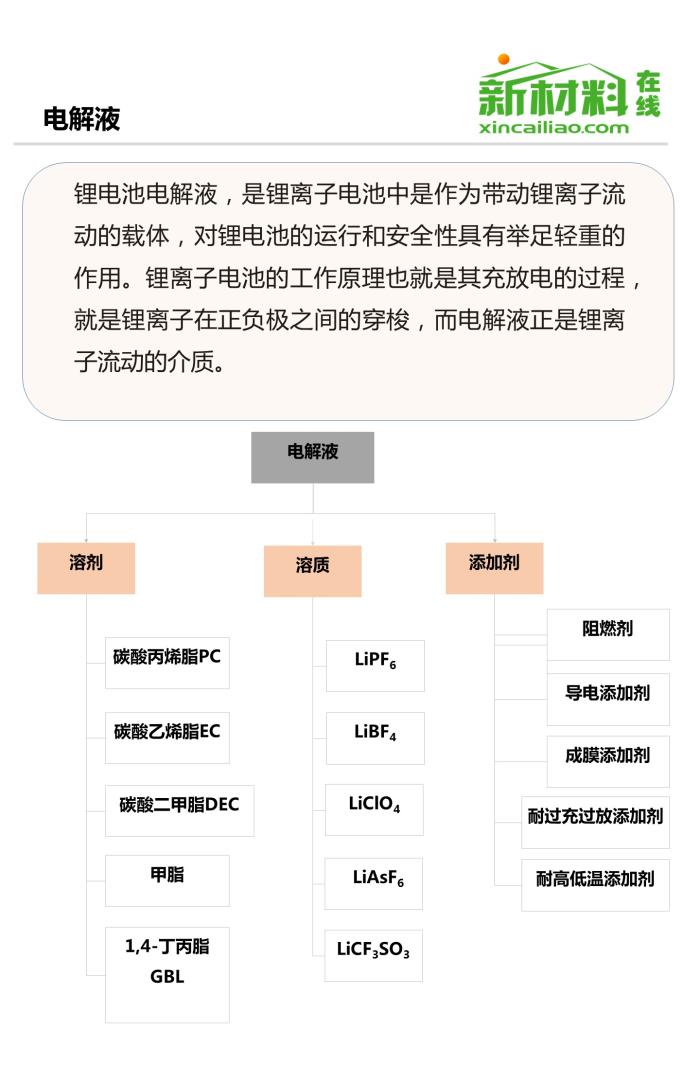 电解液
新材料在线
xincailiao.com
锂电池电解液，是锂离子电池中是作为带动锂离子流
动的载体，对锂电池的运行和安全性具有举足轻重的
作用。锂离子电池的工作原理也就是其充放电的过程，
就是锂离子在正负极之间的穿梭，而电解液正是锂离
子流动的介质。
电解液
溶剂
溶质
添加剂
碳酸丙烯脂PC
碳酸乙烯脂EC
碳酸二甲脂DEC
甲脂
1,4-丁丙脂
GBL
LiPF₆
LiBF₄
LiClO₄
LiAsF₆
LiCF₃SO₃
阻燃剂
导电添加剂
成膜添加剂
耐过充过放添加剂
耐高低温添加剂